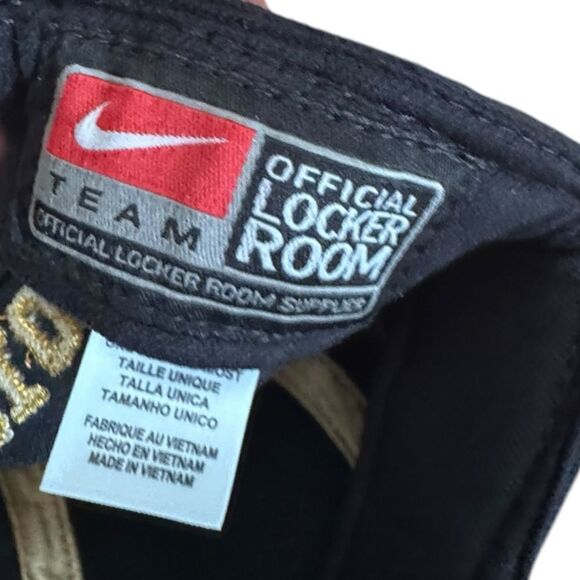 TEAM
OFFICIAL
LOCKER
ROOM
OFFICIAL LOCKER ROOM SUPPLIER
MOST
TAILLE UNIQUE
TALLA UNICA
TAMANHO UNICO
FABRIQUE AU VIETNAM
HECHO EN VIETNAM
MADE IN VIETNAM